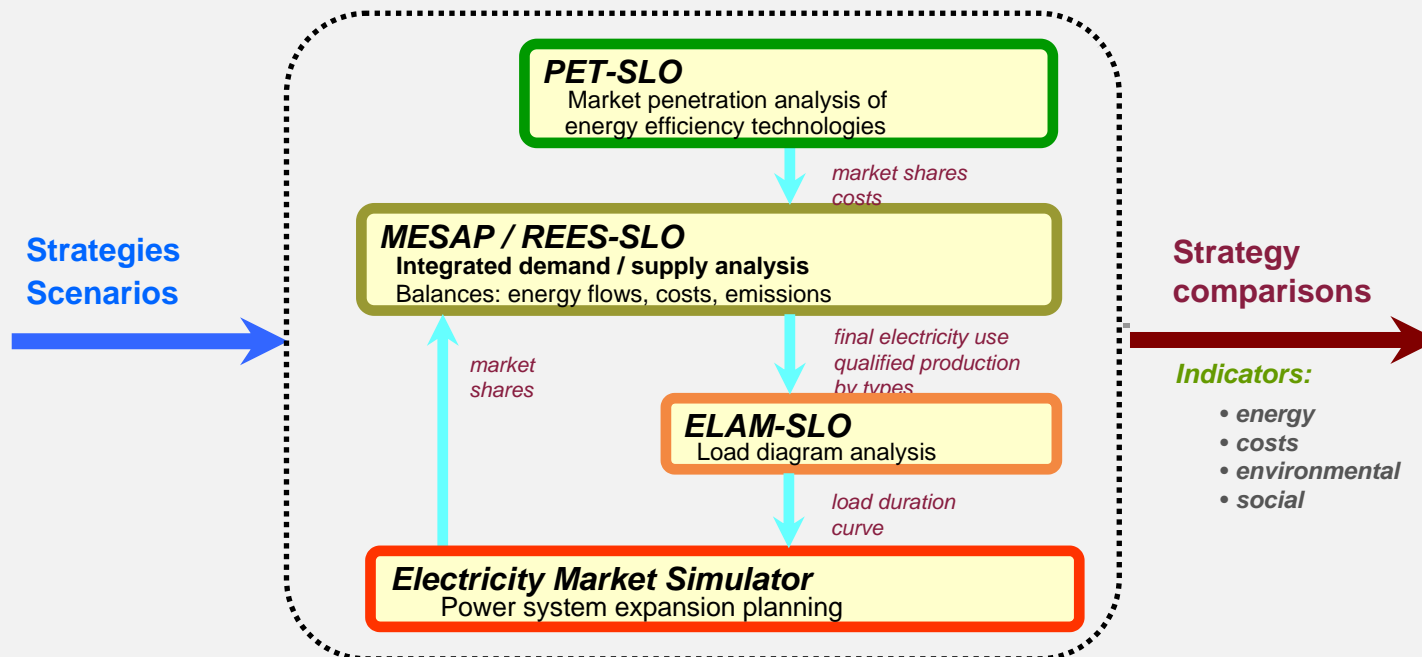 PET-SLO
Market penetration analysis of
energy efficiency technologies
market shares
costs
MESAP / REES-SLO
Integrated demand / supply analysis
Balances: energy flows, costs, emissions
Strategies
Scenarios
Strategy
comparisons
market
shares
final electricity use
qualified production
by types
Indicators:
• energy
• costs
• environmental
• social
ELAM-SLO
Load diagram analysis
load duration
curve
Electricity Market Simulator
Power system expansion planning